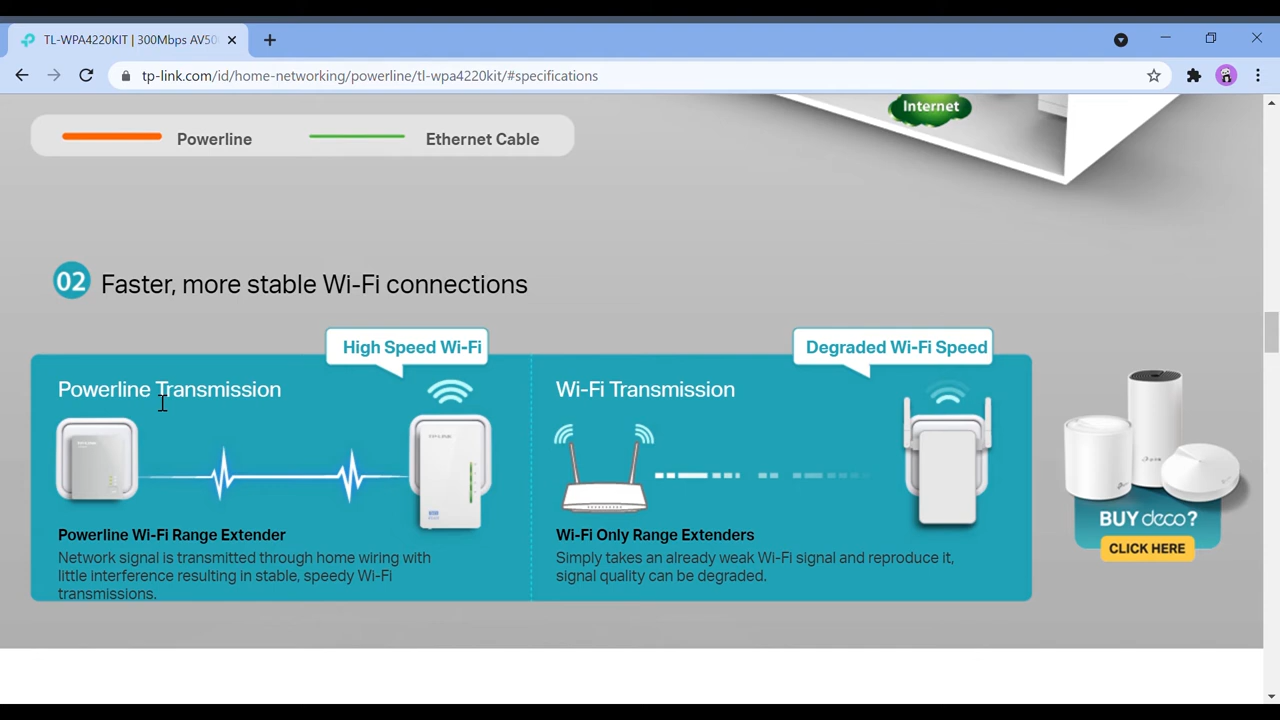 TL-WPA4220KIT | 300Mbps AV50
tp-link.com/id/home-networking/powerline/tl-wpa4220kit/#specifications
Internet
Powerline Ethernet Cable
02 Faster, more stable Wi-Fi connections
High Speed Wi-Fi
Degraded Wi-Fi Speed
Powerline Transmission
Wi-Fi Transmission
TP-LINK
Powerline Wi-Fi Range Extender
Network signal is transmitted through home wiring with
little interference resulting in stable, speedy Wi-Fi
transmissions.
Wi-Fi Only Range Extenders
Simply takes an already weak Wi-Fi signal and reproduce it,
signal quality can be degraded.
BUY deco?
CLICK HERE